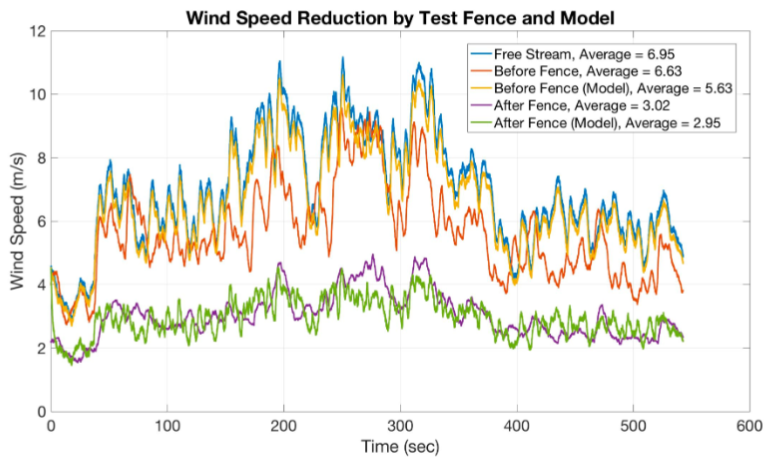 Wind Speed Reduction by Test Fence and Model
12
10
8
6
4
2
0
Wind Speed (m/s)
Free Stream, Average = 6.95
Before Fence, Average = 6.63
Before Fence (Model), Average = 5.63
After Fence, Average = 3.02
After Fence (Model), Average = 2.95
0 100 200 300 400 500 600
Time (sec)